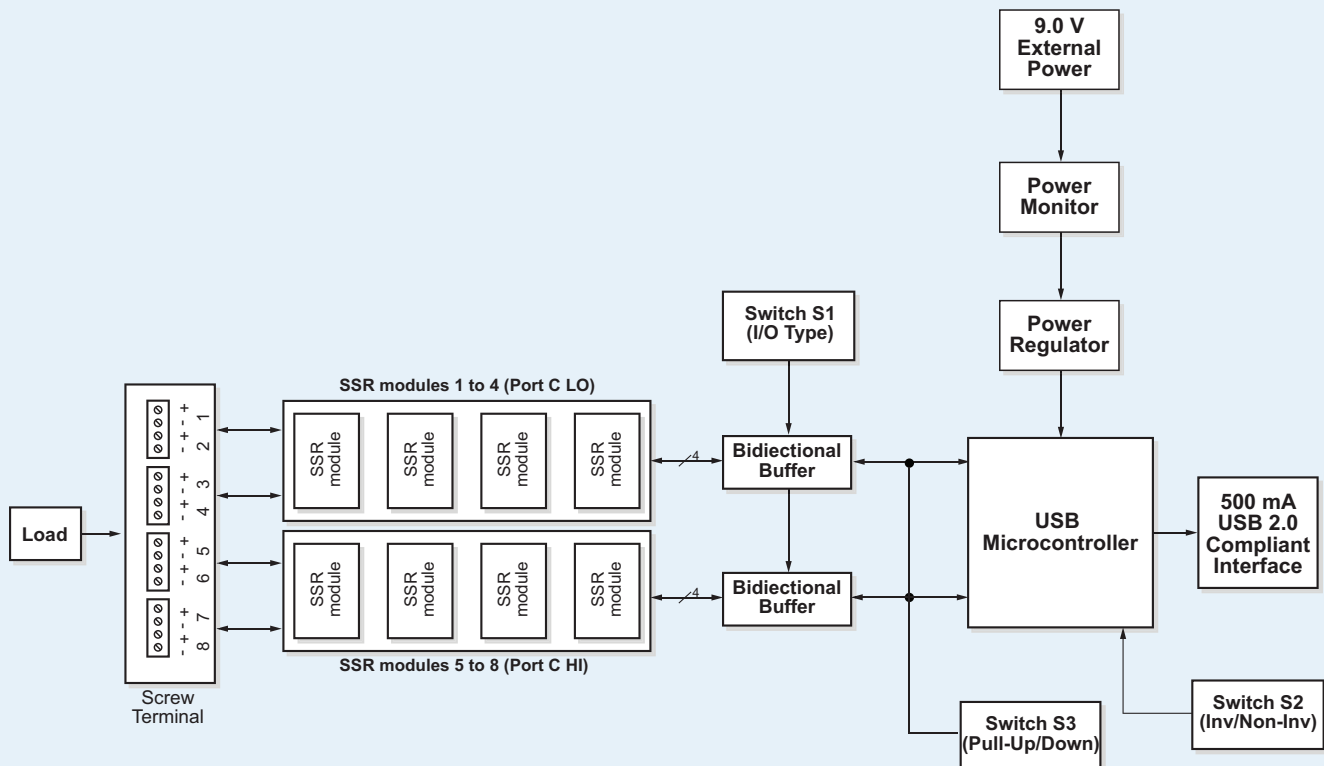 9.0 V
External
Power
Power
Monitor
Power
Regulator
Switch S1
(I/O Type)
SSR modules 1 to 4 (Port C LO)
SSR
module
SSR
module
SSR
module
SSR
module
4
Bidiectional
Buffer
USB
Microcontroller
500 mA
USB 2.0
Compliant
Interface
Load
+
-
+
-
1
2
+
-
+
-
3
4
+
-
+
-
5
6
+
-
+
-
7
8
Screw
Terminal
SSR
module
SSR
module
SSR
module
SSR
module
4
Bidiectional
Buffer
SSR modules 5 to 8 (Port C HI)
Switch S3
(Pull-Up/Down)
Switch S2
(Inv/Non-Inv)